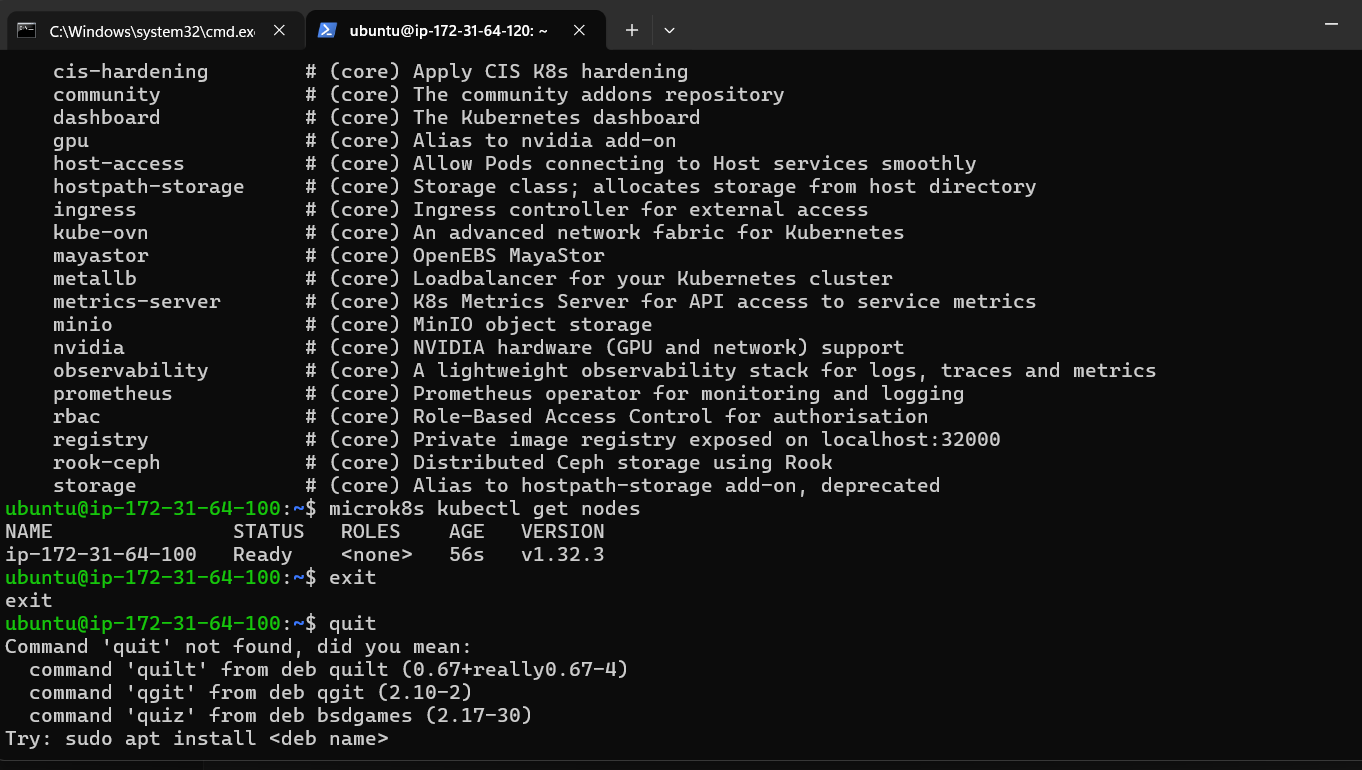 C:\Windows\system32\cmd.exe
ubuntu@ip-172-31-64-120: ~
    cis-hardening        # (core) Apply CIS K8s hardening
    community            # (core) The community addons repository
    dashboard            # (core) The Kubernetes dashboard
    gpu                  # (core) Alias to nvidia add-on
    host-access          # (core) Allow Pods connecting to Host services smoothly
    hostpath-storage     # (core) Storage class; allocates storage from host directory
    ingress              # (core) Ingress controller for external access
    kube-ovn             # (core) An advanced network fabric for Kubernetes
    mayastor             # (core) OpenEBS MayaStor
    metallb              # (core) Loadbalancer for your Kubernetes cluster
    metrics-server       # (core) K8s Metrics Server for API access to service metrics
    minio                # (core) MinIO object storage
    nvidia               # (core) NVIDIA hardware (GPU and network) support
    observability        # (core) A lightweight observability stack for logs, traces and metrics
    prometheus           # (core) Prometheus operator for monitoring and logging
    rbac                 # (core) Role-Based Access Control for authorisation
    registry             # (core) Private image registry exposed on localhost:32000
    rook-ceph            # (core) Distributed Ceph storage using Rook
    storage              # (core) Alias to hostpath-storage add-on, deprecated
ubuntu@ip-172-31-64-100:~$ microk8s kubectl get nodes
NAME               STATUS   ROLES    AGE   VERSION
ip-172-31-64-100   Ready    <none>   56s   v1.32.3
ubuntu@ip-172-31-64-100:~$ exit
exit
ubuntu@ip-172-31-64-100:~$ quit
Command 'quit' not found, did you mean:
  command 'quilt' from deb quilt (0.67+really0.67-4)
  command 'qgit' from deb qgit (2.10-2)
  command 'quiz' from deb bsdgames (2.17-30)
Try: sudo apt install <deb name>